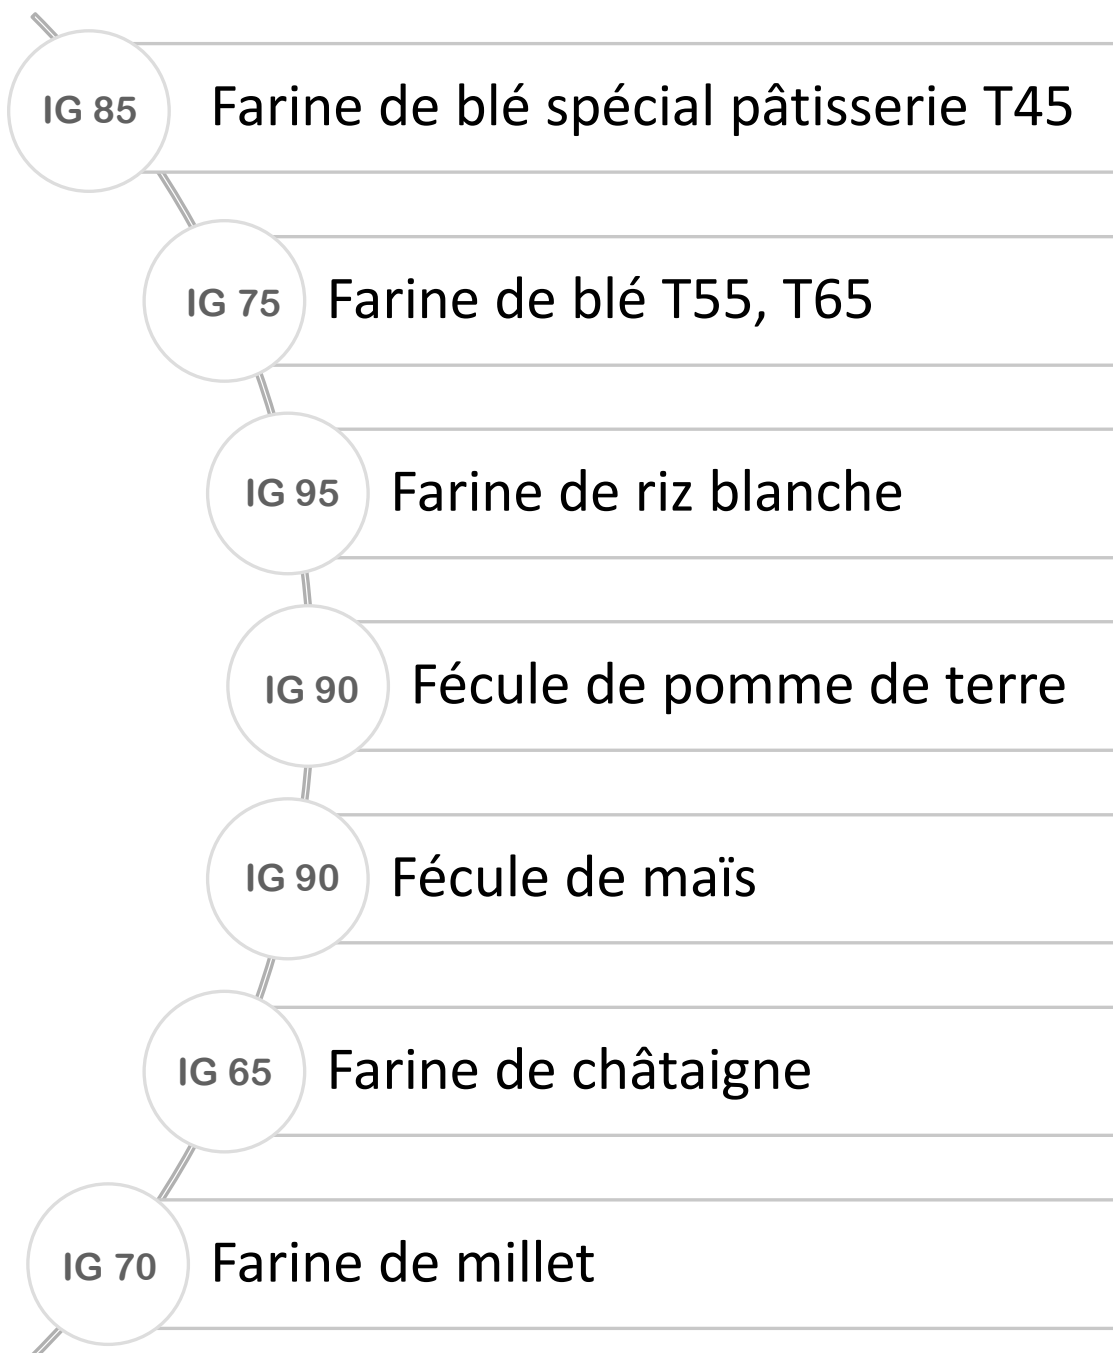 IG 85 Farine de blé spécial pâtisserie T45
IG 75 Farine de blé T55, T65
IG 95 Farine de riz blanche
IG 90 Fécule de pomme de terre
IG 90 Fécule de maïs
IG 65 Farine de châtaigne
IG 70 Farine de millet